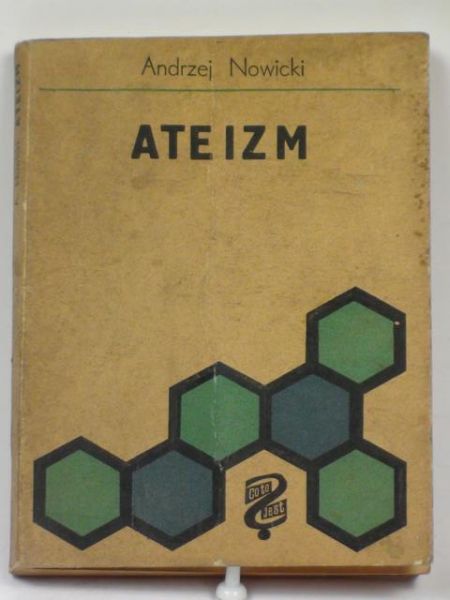 Andrzej Nowicki
ATEIZM
Co to
jest